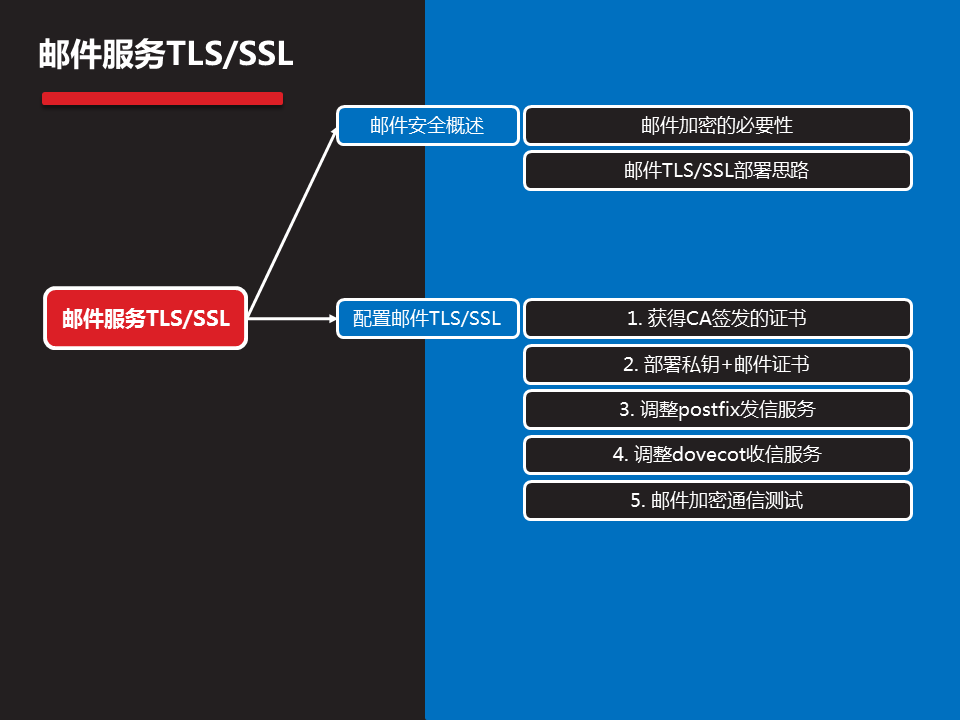 邮件服务TLS/SSL
邮件安全概述
邮件加密的必要性
邮件TLS/SSL部署思路
邮件服务TLS/SSL
配置邮件TLS/SSL
1. 获得CA签发的证书
2. 部署私钥+邮件证书
3. 调整postfix发信服务
4. 调整dovecot收信服务
5. 邮件加密通信测试